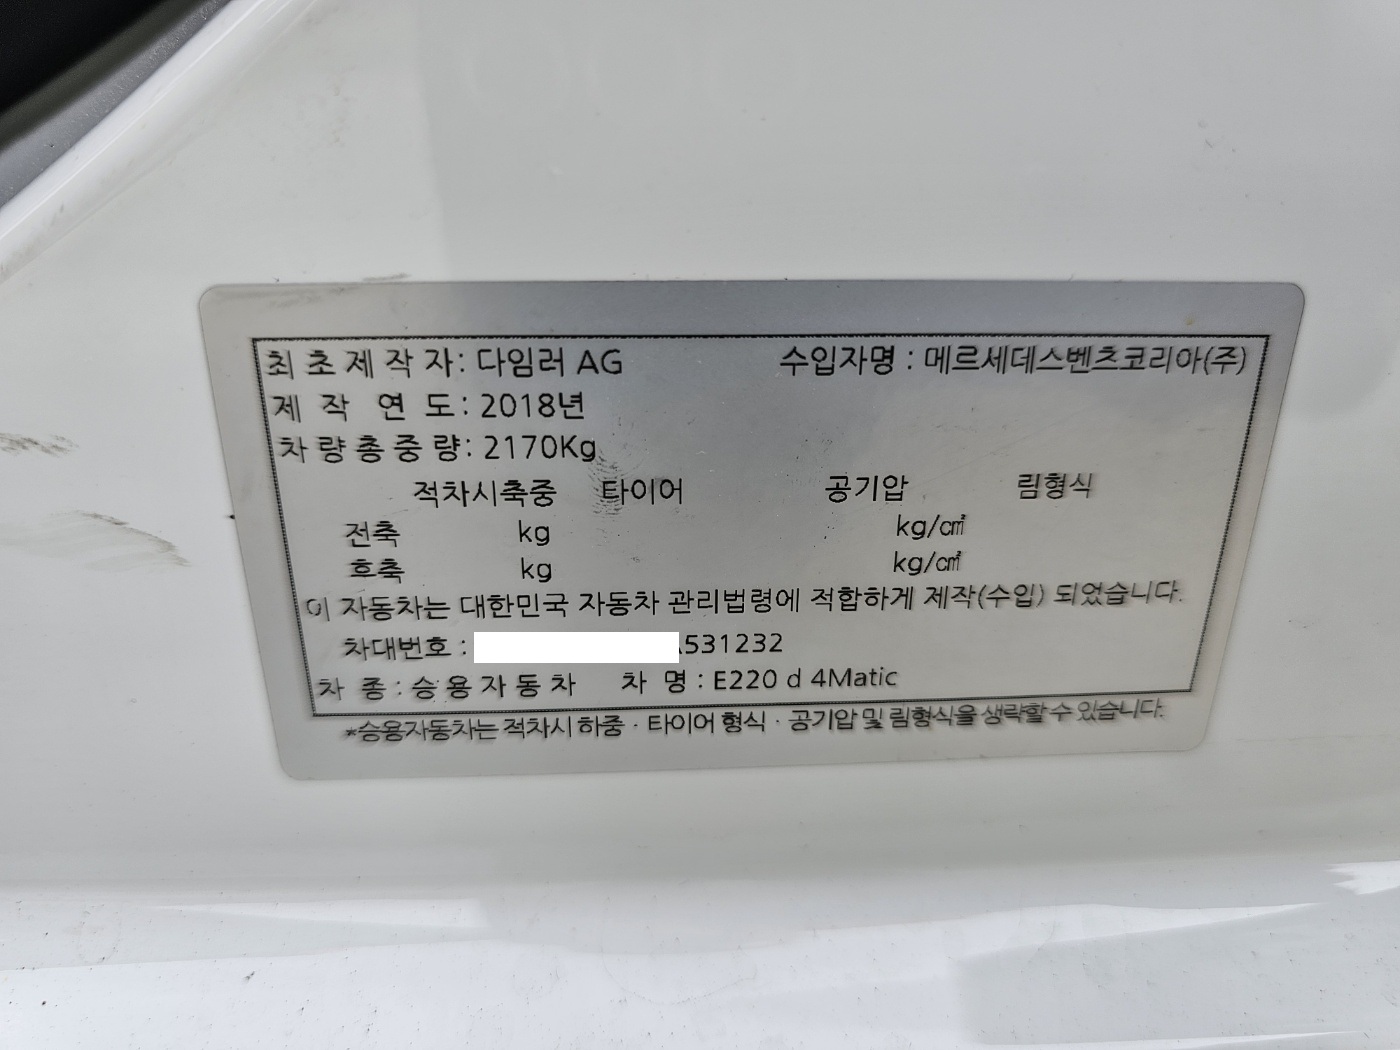 최초제작자: 다임러 AG 수입자명 : 메르세데스벤츠코리아(주)
제 작 연 도: 2018년
차량총중량: 2170Kg
적차시축중 타이어 공기압 림형식
전축 kg kg/㎠
흐축 kg kg/㎠
이 자동차는 대한민국 자동차 관리법령에 적합하게 제작(수입) 되었습니다.
차대번호 : 531232
차 종 : 승용자동차 차 명 : E220 d 4Matic
*승용자동차는 적차시 하중 · 타이어 형식 · 공기압 및 림형식을 생략할 수 있습니다.